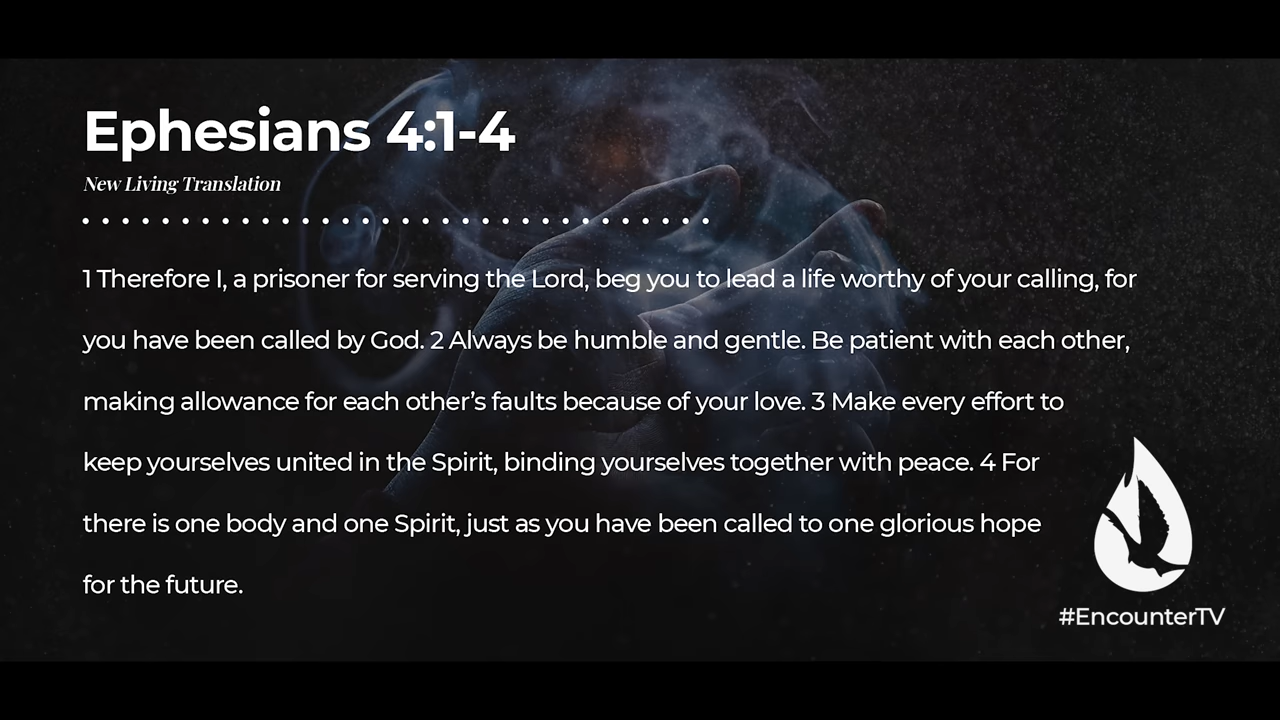 Ephesians 4:1-4
New Living Translation
1 Therefore I, a prisoner for serving the Lord, beg you to lead a life worthy of your calling, for
you have been called by God. 2 Always be humble and gentle. Be patient with each other,
making allowance for each other’s faults because of your love. 3 Make every effort to
keep yourselves united in the Spirit, binding yourselves together with peace. 4 For
there is one body and one Spirit, just as you have been called to one glorious hope
for the future.
#EncounterTV